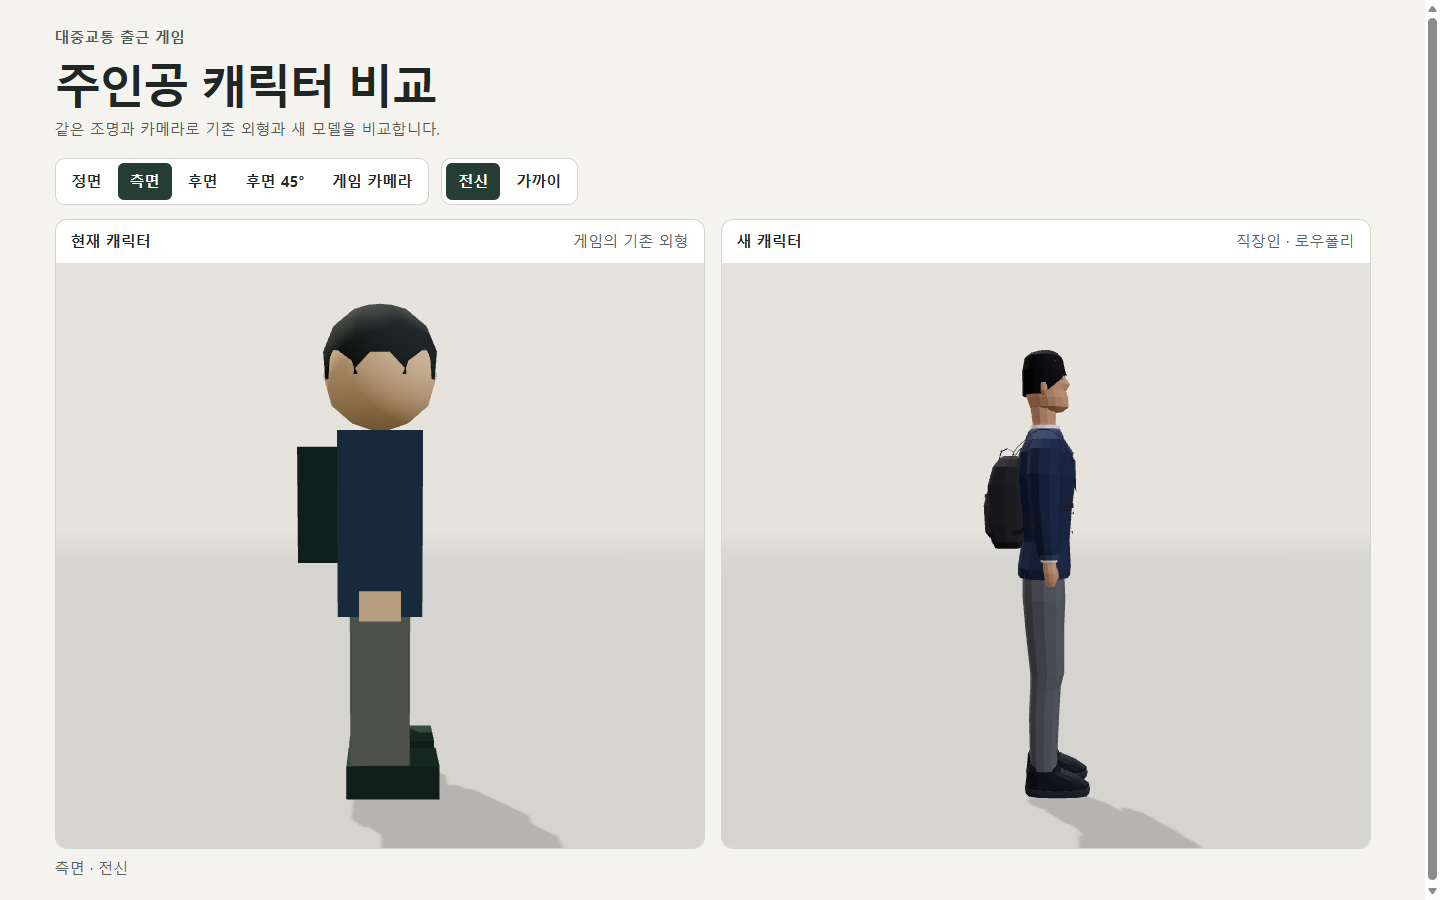 대중교통 출근 게임
주인공 캐릭터 비교
같은 조명과 카메라로 기존 외형과 새 모델을 비교합니다.
정면 측면 후면 후면 45° 게임 카메라 전신 가까이
현재 캐릭터 게임의 기존 외형
새 캐릭터 직장인 · 로우폴리
측면 · 전신